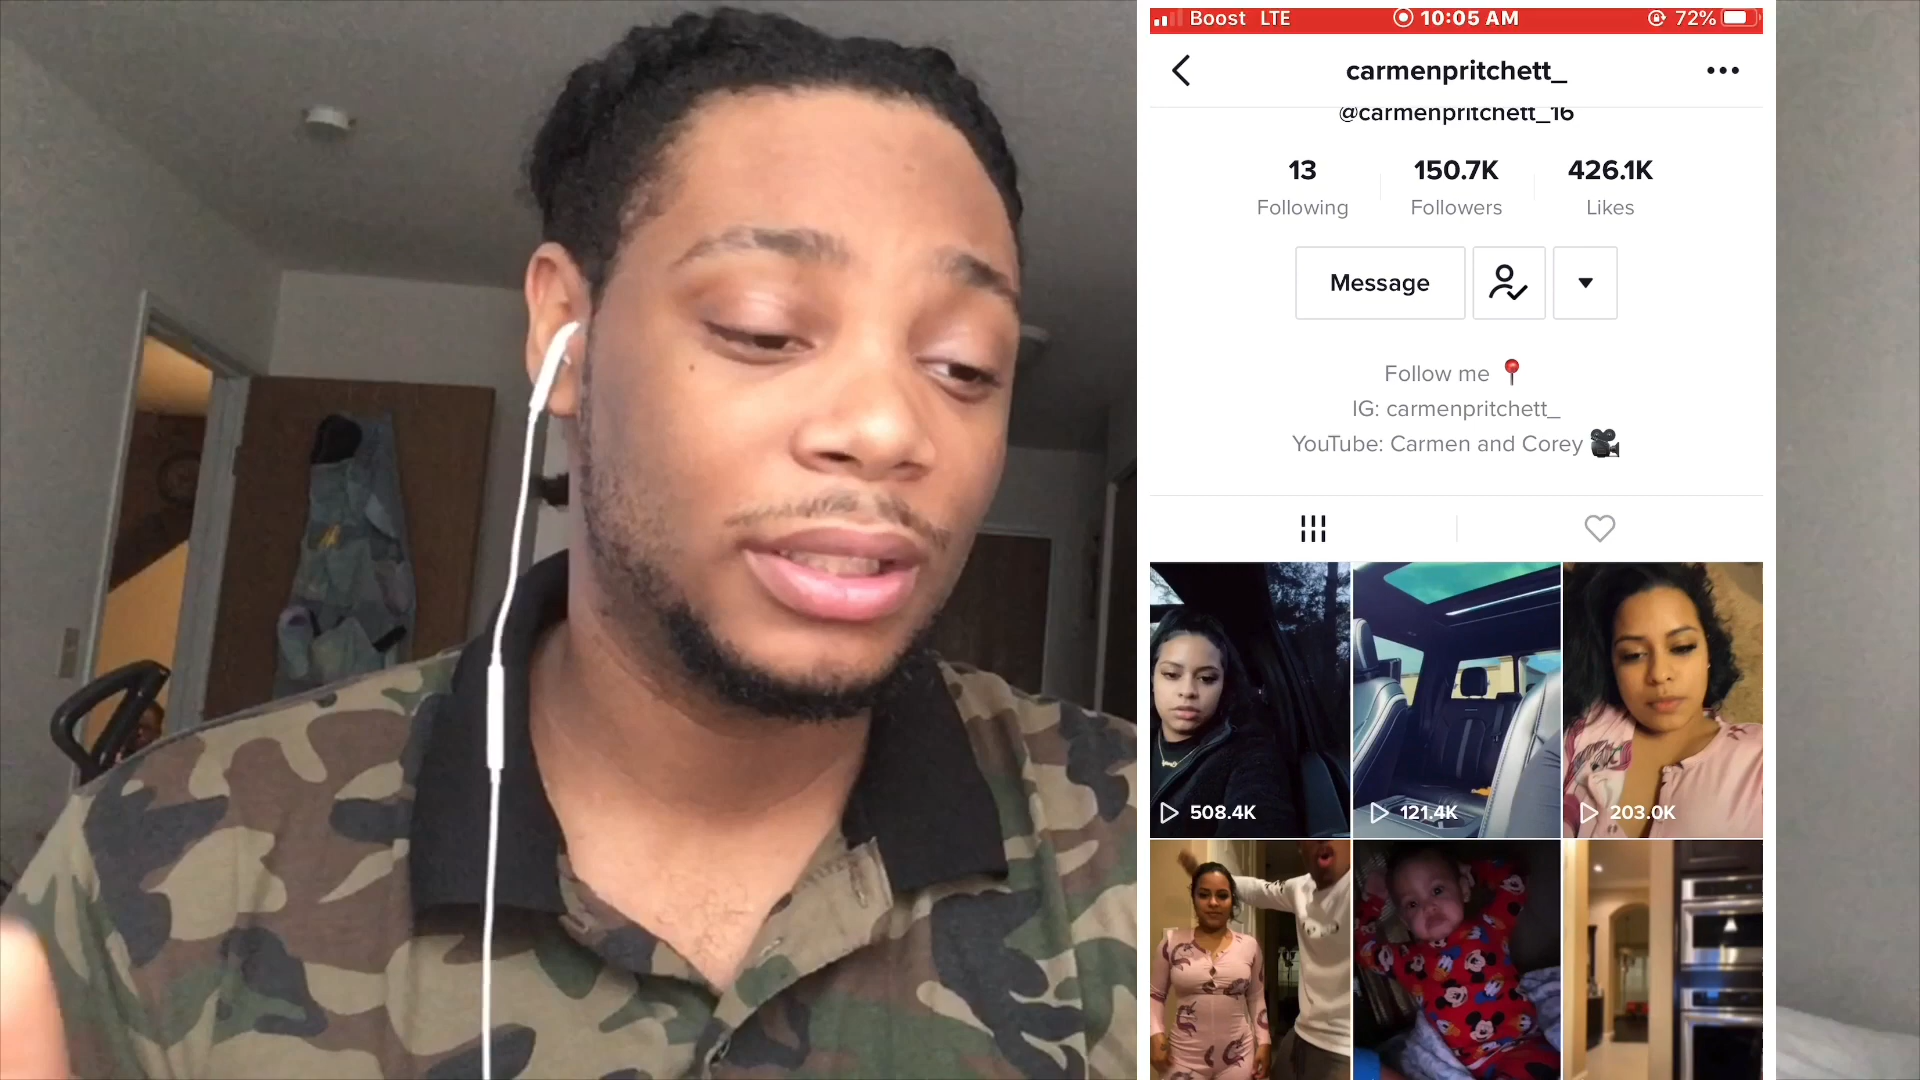 Boost LTE 10:05 AM 72%
carmenpritchett_
@carmenpritchett_16
13 150.7K 426.1K
Following Followers Likes
Message
Follow me 📍
IG: carmenpritchett_
YouTube: Carmen and Corey 🎥
508.4K 121.4K 203.0K